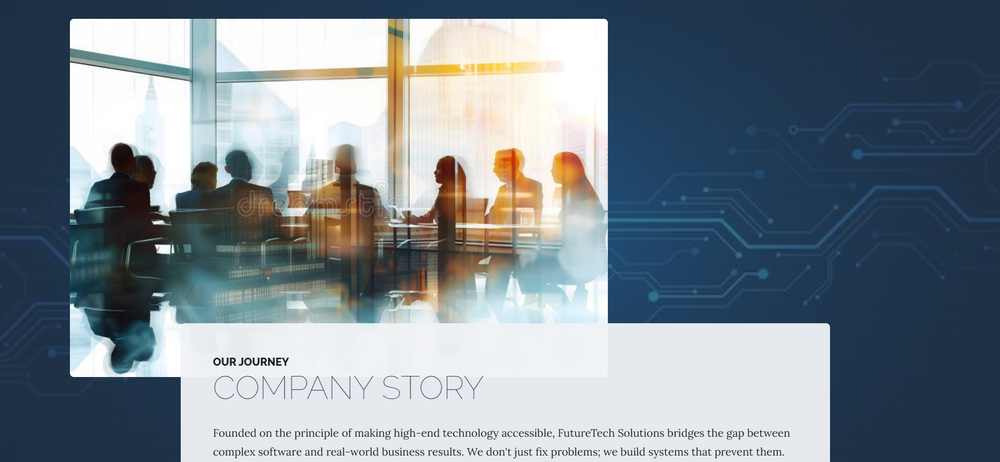 dreamstime
OUR JOURNEY
COMPANY STORY
Founded on the principle of making high-end technology accessible, FutureTech Solutions bridges the gap between
complex software and real-world business results. We don't just fix problems; we build systems that prevent them.